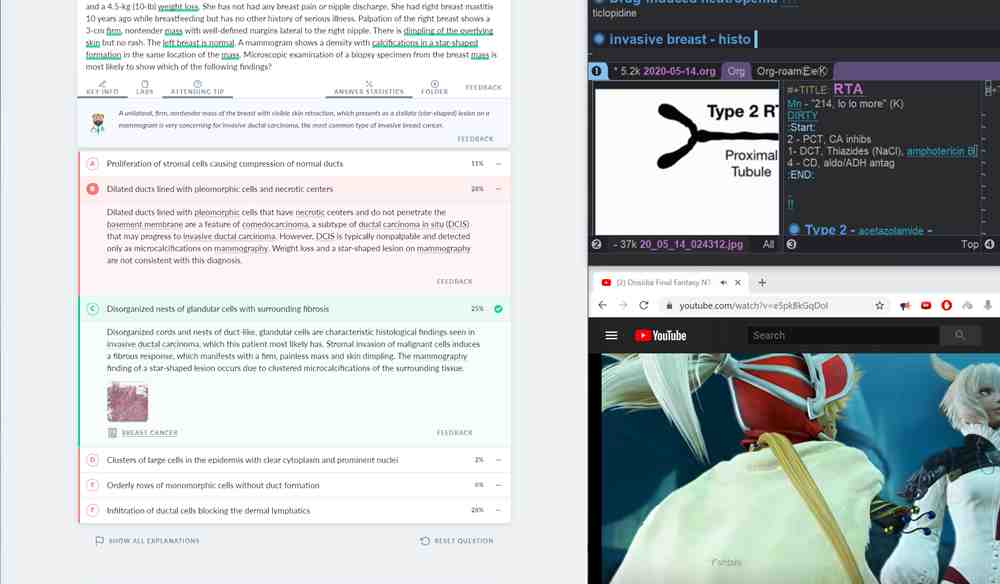 and a 4.5-kg (10-lb) weight loss. She has not had any breast pain or nipple discharge. She had right breast mastitis
10 years ago while breastfeeding but has no other history of serious illness. Palpation of the right breast shows a
3-cm firm, nontender mass with well-defined margins lateral to the right nipple. There is dimpling of the overlying
skin but no rash. The left breast is normal. A mammogram shows a density with calcifications in a star-shaped
formation in the same location of the mass. Microscopic examination of a biopsy specimen from the breast mass is
most likely to show which of the following findings?
KEY INFO
LABS
ATTENDING TIP
ANSWER STATISTICS
FOLDER
FEEDBACK
A unilateral, firm, nontender mass of the breast with visible skin retraction, which presents as a stellate (star-shaped) lesion on a
mammogram is very concerning for invasive ductal carcinoma, the most common type of invasive breast cancer.
FEEDBACK
A Proliferation of stromal cells causing compression of normal ducts 11%
B Dilated ducts lined with pleomorphic cells and necrotic centers
Dilated ducts lined with pleomorphic cells that have necrotic centers and do not penetrate the
basement membrane are a feature of comedocarcinoma, a subtype of ductal carcinoma in situ (DCIS)
that may progress to invasive ductal carcinoma. However, DCIS is typically nonpalpable and detected
only as microcalcifications on mammography. Weight loss and a star-shaped lesion on mammography
are not consistent with this diagnosis.
FEEDBACK
C Disorganized nests of glandular cells with surrounding fibrosis 25%
Disorganized cords and nests of duct-like, glandular cells are characteristic histological findings seen in
invasive ductal carcinoma, which this patient most likely has. Stromal invasion of malignant cells induces
a fibrous response, which manifests with a firm, painless mass and skin dimpling. The mammography
finding of a star-shaped lesion occurs due to clustered microcalcifications of the surrounding tissue.
BREAST CANCER
FEEDBACK
D Clusters of large cells in the epidermis with clear cytoplasm and prominent nuclei 2%
E Orderly rows of monomorphic cells without duct formation
F Infiltration of ductal cells blocking the dermal lymphatics
SHOW ALL EXPLANATIONS
RESET QUESTION
ticlopidine
invasive breast - histo
1 * 5.2k 2020-05-14.org Org Org-roam
Type 2 RT
Proximal
Tubule
#+TITLE RTA
Mn - "214, lo lo more" (K)
DIRTY
:Start:
2 - PCT, CA inhibs
1- DCT, Thiazides (NaCl), amphotericin B
4 - CD, aldo/ADH antag
:END:
!!
Type 2 - acetazolamide -
2 - 37k 20_05_14_024312.jpg All
3 Top 4
youtube.com/watch?v=eSpkBkGqDoI
YouTube
Search